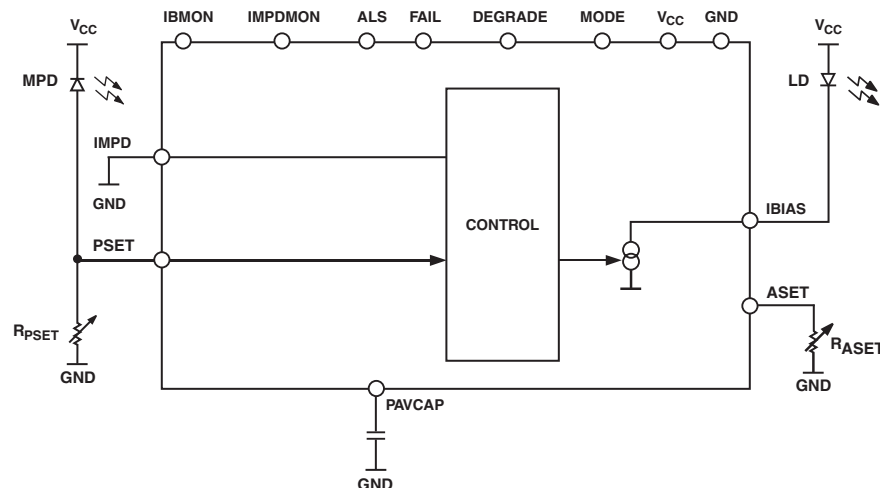 IBMON IMPDMON ALS FAIL DEGRADE MODE VCC GND
VCC
VCC
MPD
LD
IMPD
GND
CONTROL
IBIAS
PSET
ASET
RPSET
GND
RASET
GND
PAVCAP
GND